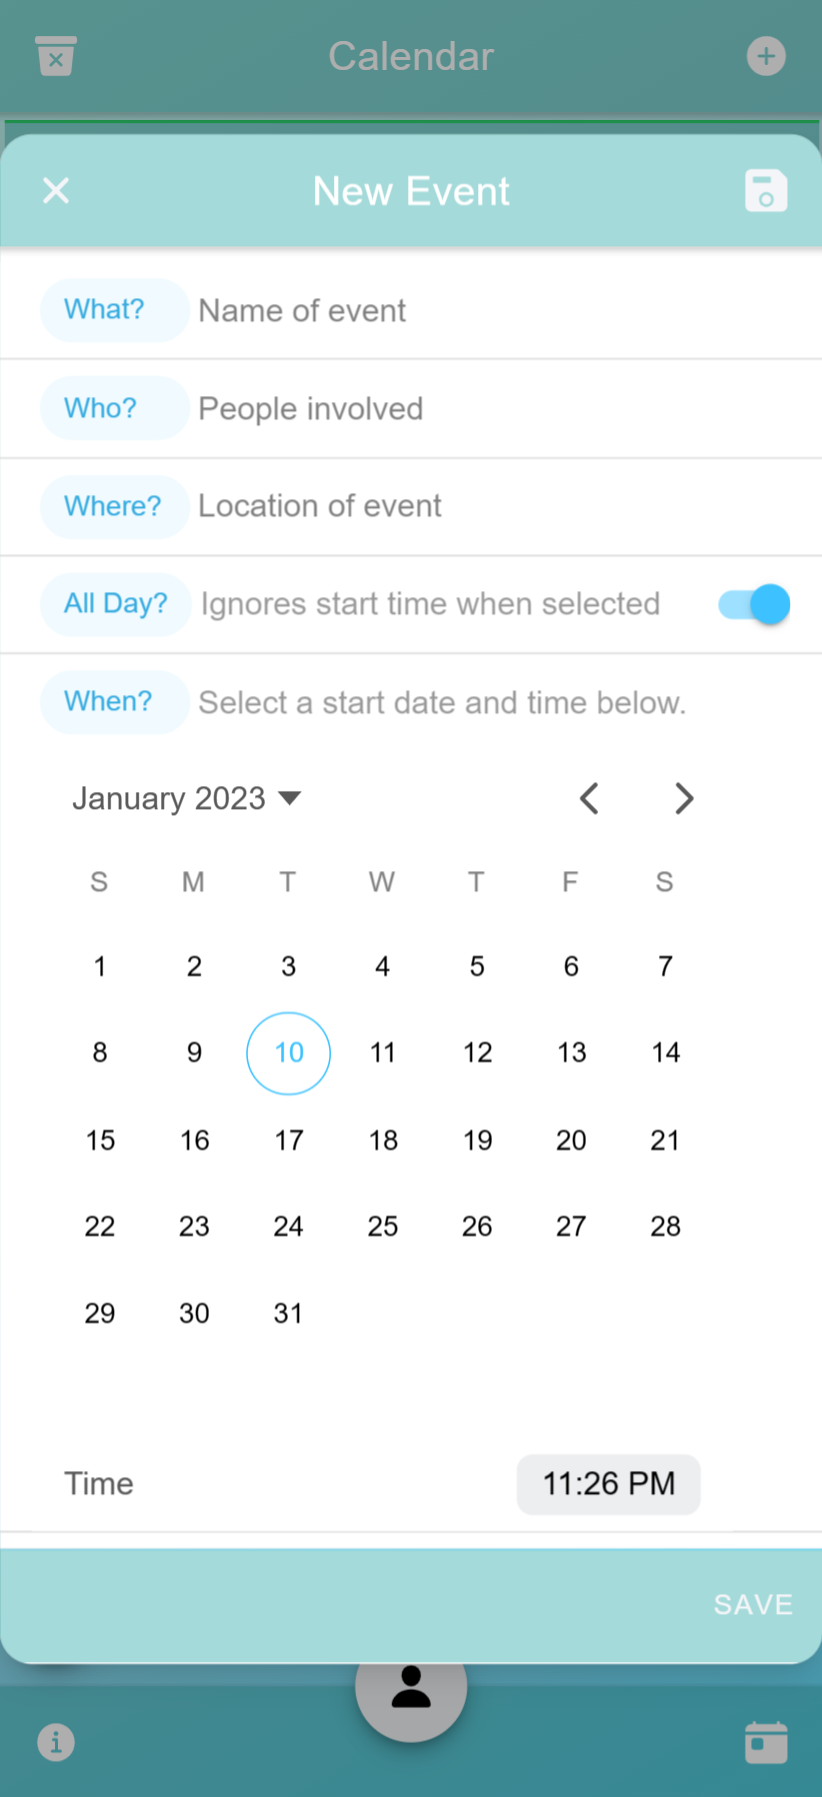 Calendar
New Event
What? Name of event
Who? People involved
Where? Location of event
All Day? Ignores start time when selected
When? Select a start date and time below.
January 2023
S M T W T F S
1 2 3 4 5 6 7
8 9 10 11 12 13 14
15 16 17 18 19 20 21
22 23 24 25 26 27 28
29 30 31
Time 11:26 PM
SAVE